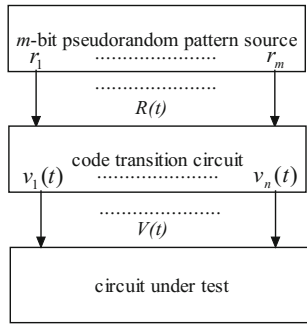 m-bit pseudorandom pattern source
r₁ .................... rₘ
....................
R(t)
code transition circuit
v₁(t) .................... vₙ(t)
....................
V(t)
circuit under test